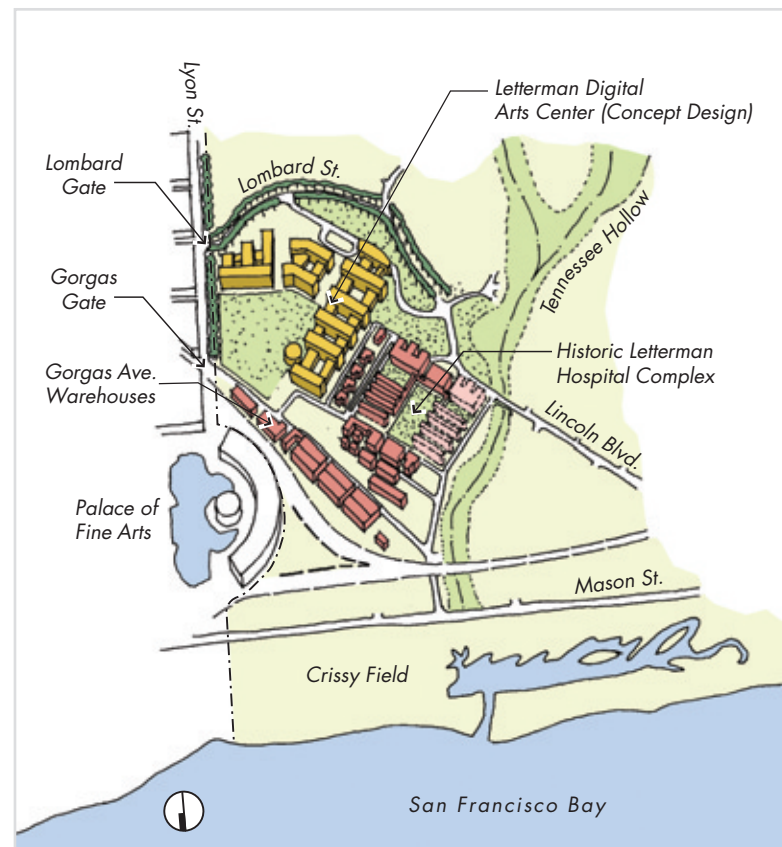 Lyon St.
Letterman Digital
Arts Center (Concept Design)
Lombard
Gate
Lombard St.
Tennessee Hollow
Gorgas
Gate
Gorgas Ave.
Warehouses
Historic Letterman
Hospital Complex
Lincoln Blvd.
Palace of
Fine Arts
Mason St.
Crissy Field
San Francisco Bay